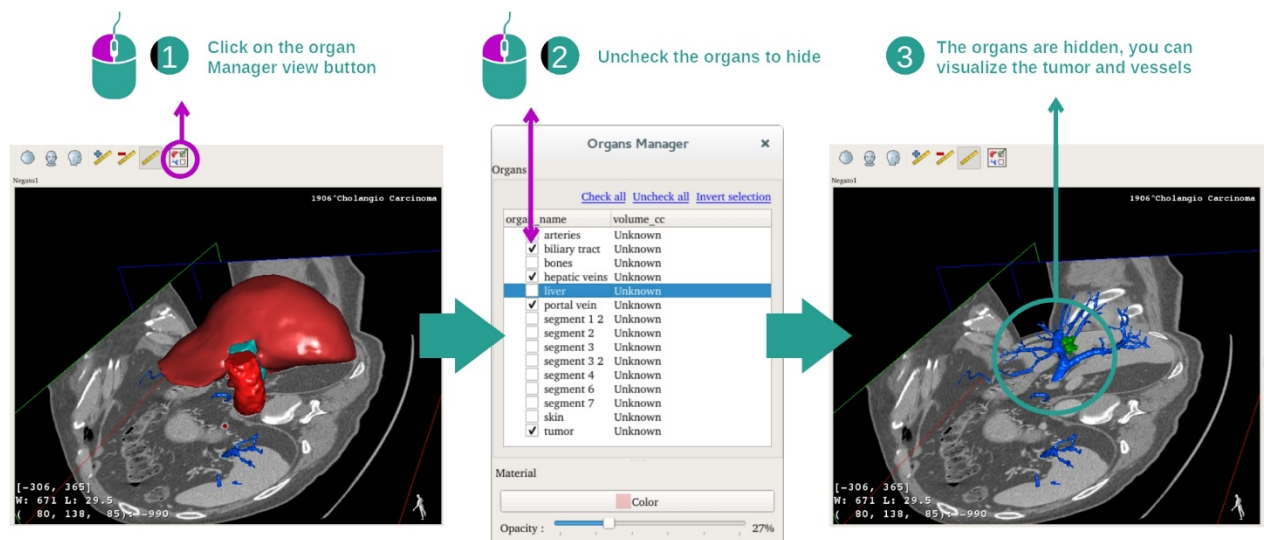 1
Click on the organ
Manager view button
2
Uncheck the organs to hide
3
The organs are hidden, you can
visualize the tumor and vessels
Negato1
1906^Cholangio Carcinoma
[-306, 365]
W: 671 L: 29.5
( 80, 138, 85): -990
Organs Manager
Organs
Check all Uncheck all Invert selection
organ_name volume_cc
arteries Unknown
biliary tract Unknown
bones Unknown
hepatic veins Unknown
liver Unknown
portal vein Unknown
segment 1 2 Unknown
segment 2 Unknown
segment 3 Unknown
segment 3 2 Unknown
segment 4 Unknown
segment 6 Unknown
segment 7 Unknown
skin Unknown
tumor Unknown
Material
Color
Opacity : 27%
Negato1
1906^Cholangio Carcinoma
[-306, 365]
W: 671 L: 29.5
( 80, 138, 85): -990